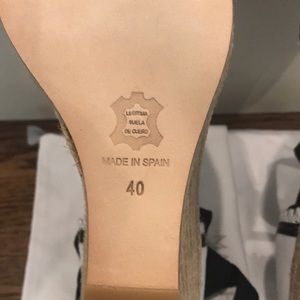 LEGITIMA
SUELA
DE CUERO
MADE IN SPAIN
40